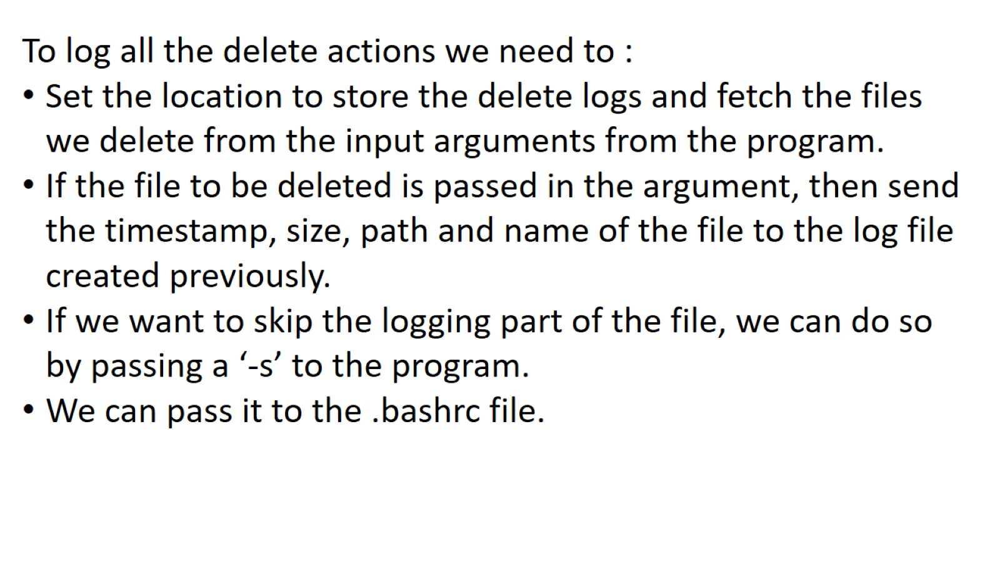 To log all the delete actions we need to :
• Set the location to store the delete logs and fetch the files
we delete from the input arguments from the program.
• If the file to be deleted is passed in the argument, then send
the timestamp, size, path and name of the file to the log file
created previously.
• If we want to skip the logging part of the file, we can do so
by passing a ‘-s’ to the program.
• We can pass it to the .bashrc file.